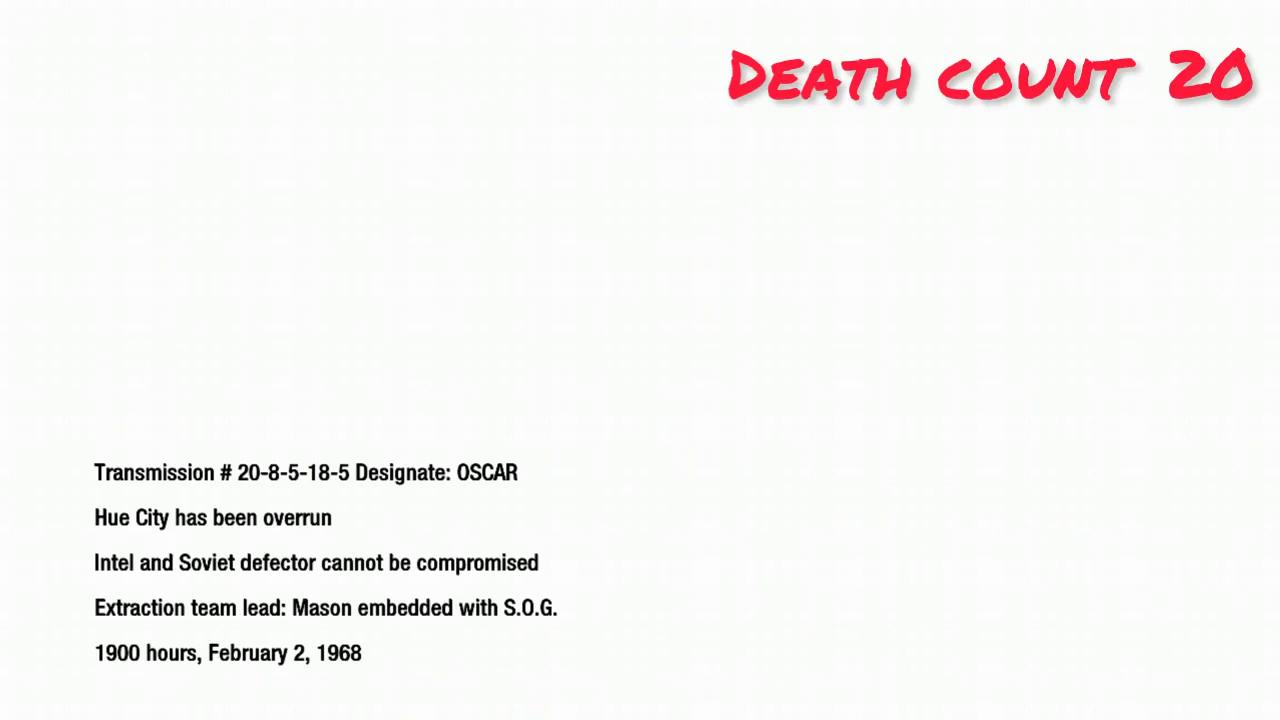 Death count 20
Transmission # 20-8-5-18-5 Designate: OSCAR
Hue City has been overrun
Intel and Soviet defector cannot be compromised
Extraction team lead: Mason embedded with S.O.G.
1900 hours, February 2, 1968